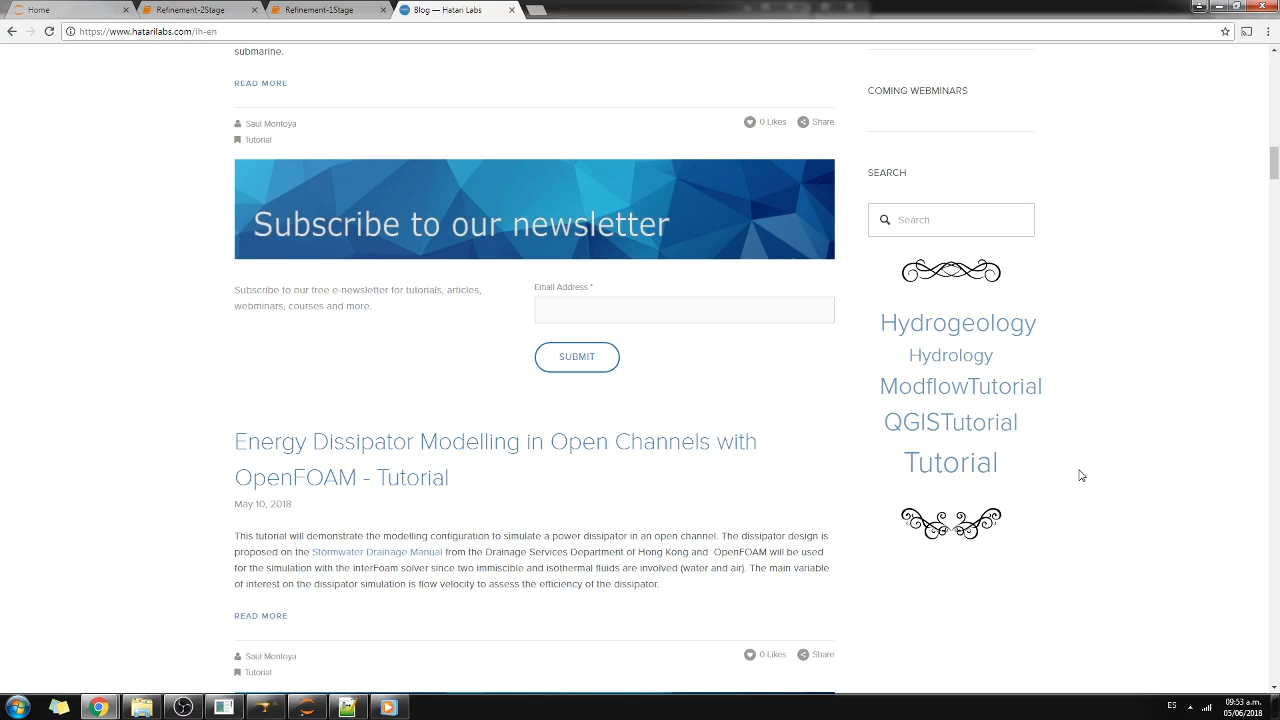 Home
Refinement-2Stage
Refinement-1Stage
Blog — Hatari Labs
https://www.hatarilabs.com/ih-en
submarine.
READ MORE
Saul Montoya
0 Likes
Share
Tutorial
Subscribe to our newsletter
Subscribe to our free e-newsletter for tutorials, articles,
webminars, courses and more.
Email Address *
SUBMIT
Energy Dissipator Modelling in Open Channels with
OpenFOAM - Tutorial
May 10, 2018
This tutorial will demonstrate the modelling configuration to simulate a power dissipator in an open channel. The dissipator design is
proposed on the Stormwater Drainage Manual from the Drainage Services Department of Hong Kong and OpenFOAM will be used
for the simulation with the interFoam solver since two immiscible and isothermal fluids are involved (water and air). The main variable
of interest on the dissipator simulation is flow velocity to assess the efficiency of the dissipator.
READ MORE
Saul Montoya
0 Likes
Share
Tutorial
COMING WEBMINARS
SEARCH
Search
Hydrogeology
Hydrology
ModflowTutorial
QGISTutorial
Tutorial
ES
09:53 a.m.
05/06/2018